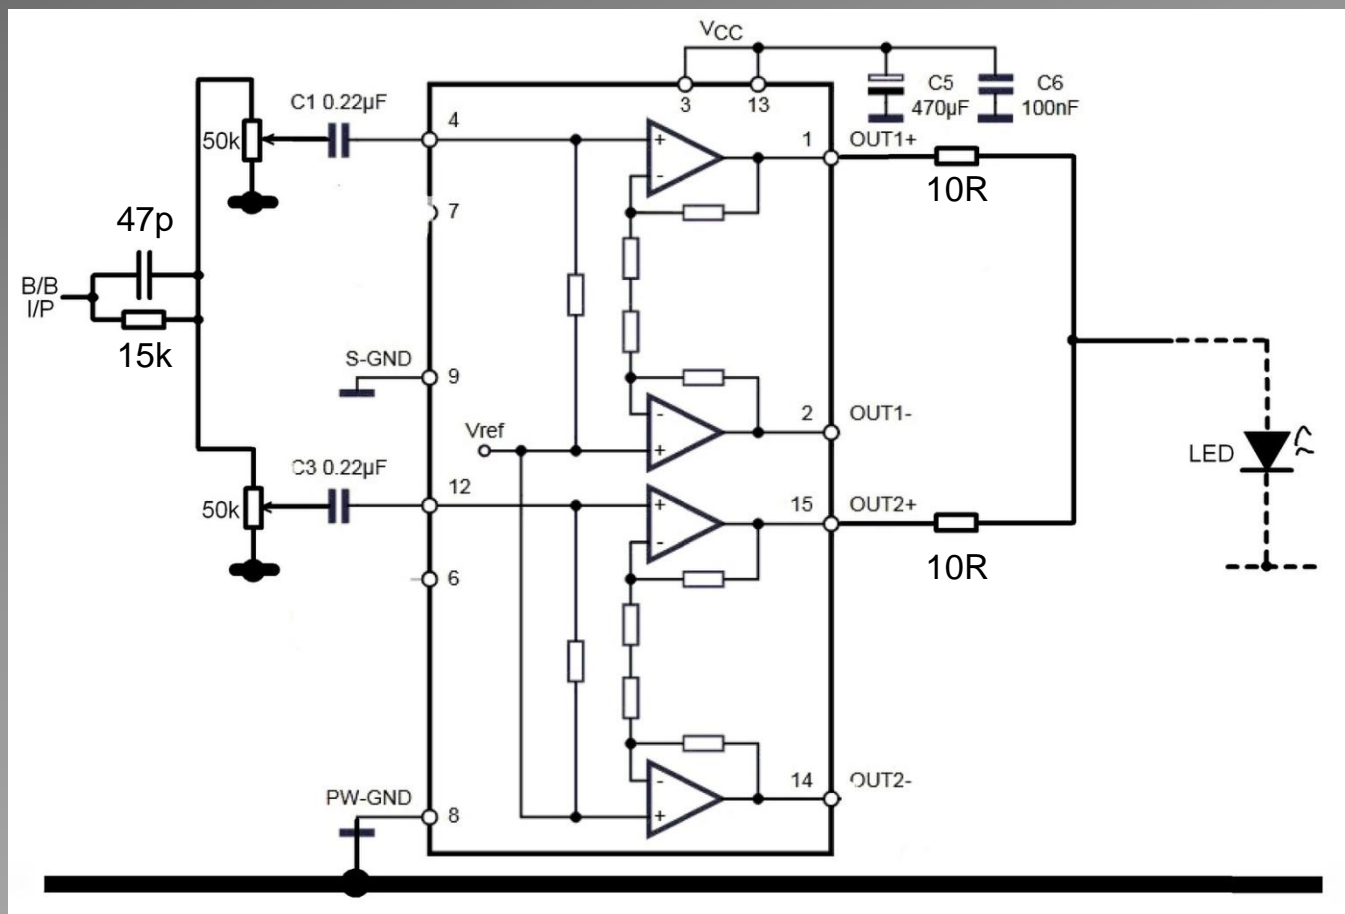 VCC
C1 0.22µF
4
3
13
C5
470µF
C6
100nF
50k
1
OUT1+
10R
7
47p
B/B
I/P
15k
S-GND
9
2
OUT1-
Vref
LED
C3 0.22µF
12
15
OUT2+
50k
10R
6
14
OUT2-
PW-GND
8
+
-
-
+
+
-
-
+